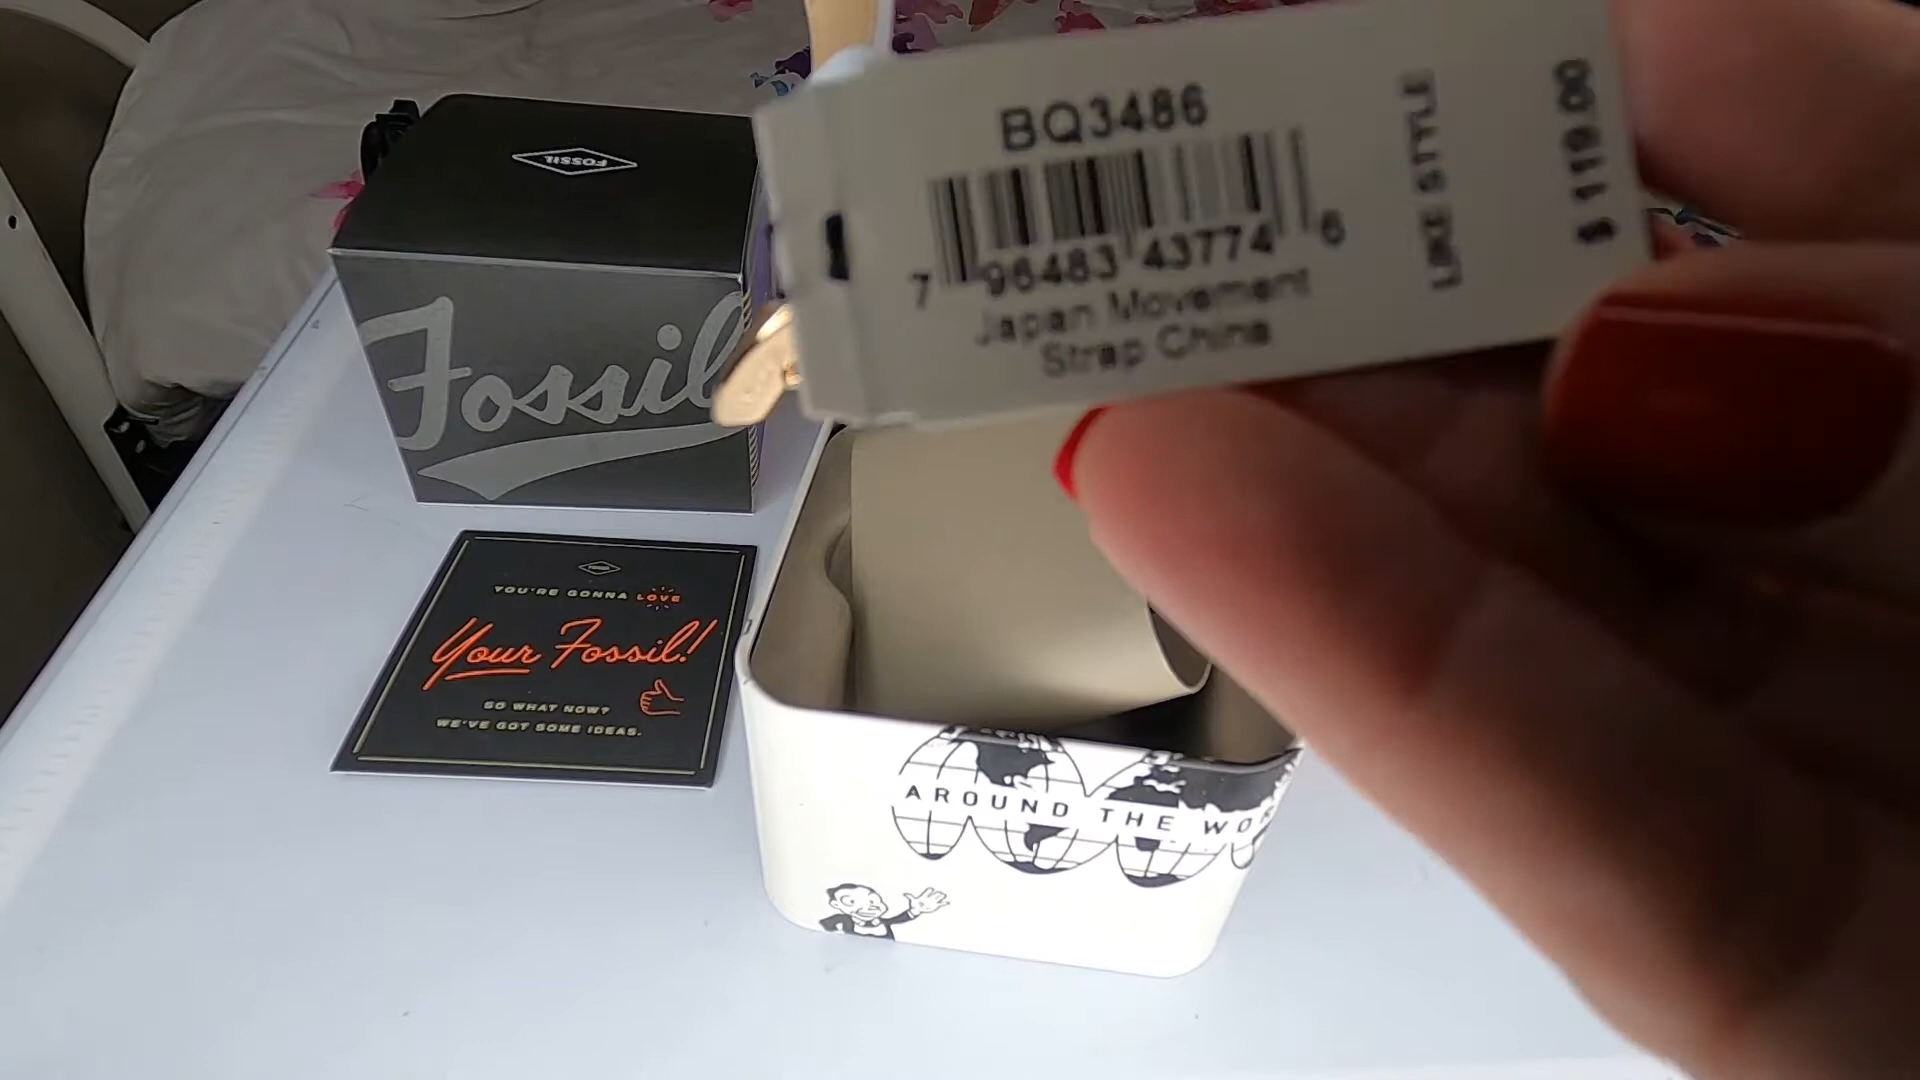 BQ3486
7 96483 43774 6
Japan Movement
Strap China
LIKE STYLE
$ 119.00
FOSSIL
Fossil
FOSSIL
YOU'RE GONNA LOVE
Your Fossil!
SO WHAT NOW?
WE'VE GOT SOME IDEAS.
AROUND THE WOR